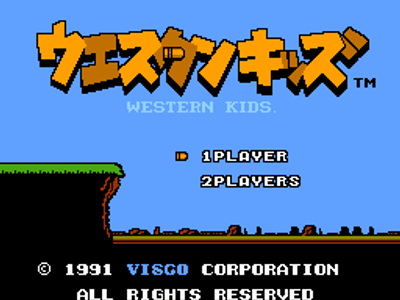 ウエスタンキッズ TM
WESTERN KIDS.
1PLAYER
2PLAYERS
© 1991 VISCO CORPORATION
ALL RIGHTS RESERVED